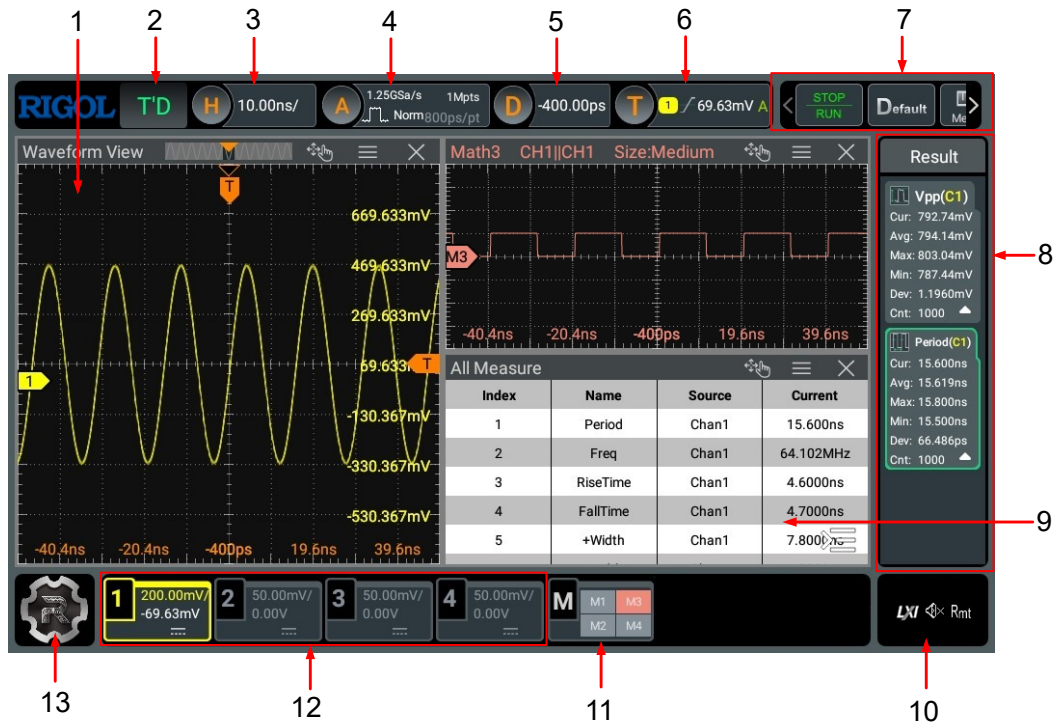 1 2 3 4 5 6 7
RIGOL T'D H 10.00ns/ A 1.25GSa/s 1Mpts D -400.00ps T 1 69.63mV A STOP Default
Norm 800ps/pt RUN Me
Waveform View M
T
669.633mV
469.633mV
269.633mV
69.633 T
1
-130.367mV
-330.367mV
-530.367mV
-40.4ns -20.4ns -400ps 19.6ns 39.6ns
Math3 CH1||CH1 Size:Medium
M3
-40.4ns -20.4ns -400ps 19.6ns 39.6ns
All Measure
Index Name Source Current
1 Period Chan1 15.600ns
2 Freq Chan1 64.102MHz
3 RiseTime Chan1 4.6000ns
4 FallTime Chan1 4.7000ns
5 +Width Chan1 7.800
Result
Vpp(C1)
Cur: 792.74mV
Avg: 794.14mV
Max: 803.04mV
Min: 787.44mV
Dev: 1.1960mV
Cnt: 1000
Period(C1)
Cur: 15.600ns
Avg: 15.619ns
Max: 15.800ns
Min: 15.500ns
Dev: 66.486ps
Cnt: 1000
8
9
R
1 200.00mV/ 2 50.00mV/ 3 50.00mV/ 4 50.00mV/ M M1 M3
-69.63mV 0.00V 0.00V 0.00V M2 M4
LXI Rmt
13 12 11 10